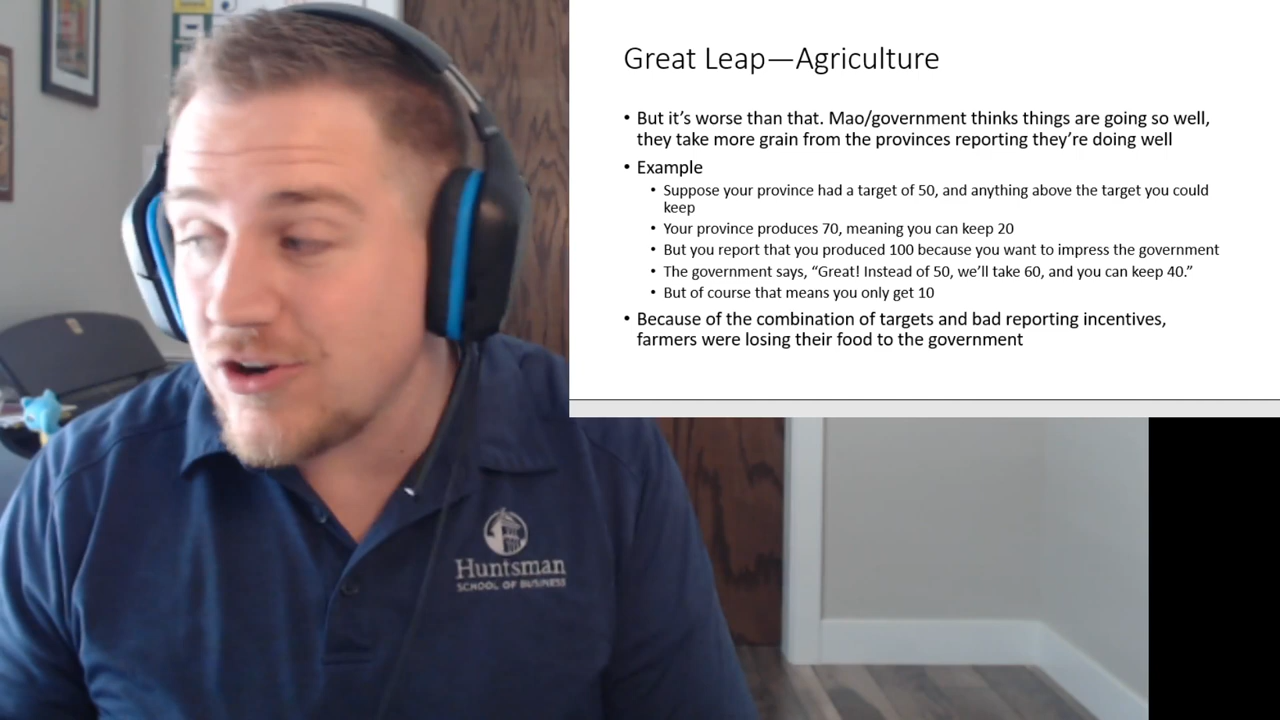 Great Leap—Agriculture
• But it’s worse than that. Mao/government thinks things are going so well,
they take more grain from the provinces reporting they’re doing well
• Example
• Suppose your province had a target of 50, and anything above the target you could
keep
• Your province produces 70, meaning you can keep 20
• But you report that you produced 100 because you want to impress the government
• The government says, “Great! Instead of 50, we’ll take 60, and you can keep 40.”
• But of course that means you only get 10
• Because of the combination of targets and bad reporting incentives,
farmers were losing their food to the government
Huntsman
SCHOOL OF BUSINESS